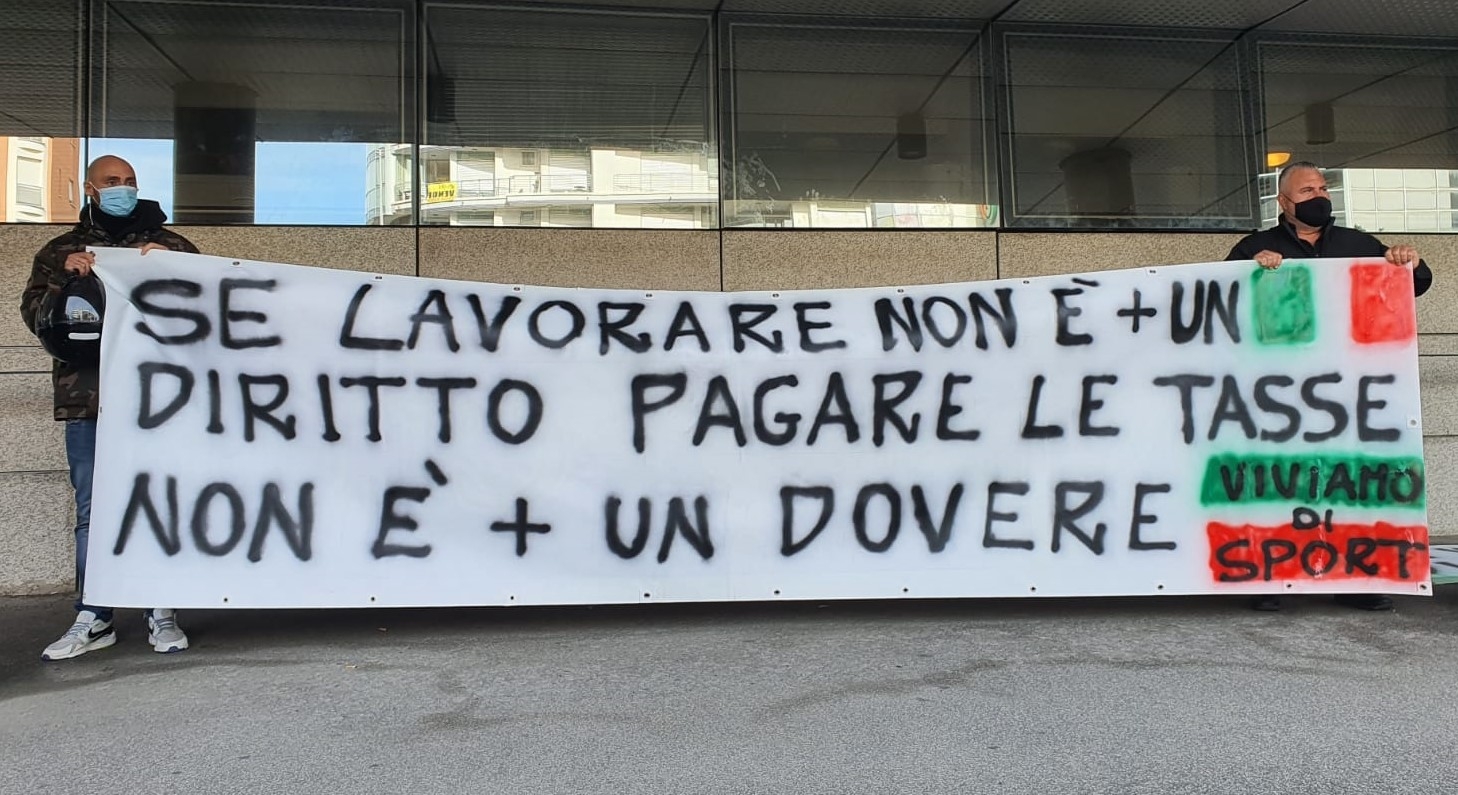 SE LAVORARE NON È + UN
DIRITTO PAGARE LE TASSE
NON È + UN DOVERE
VIVIAMO
DI
SPORT